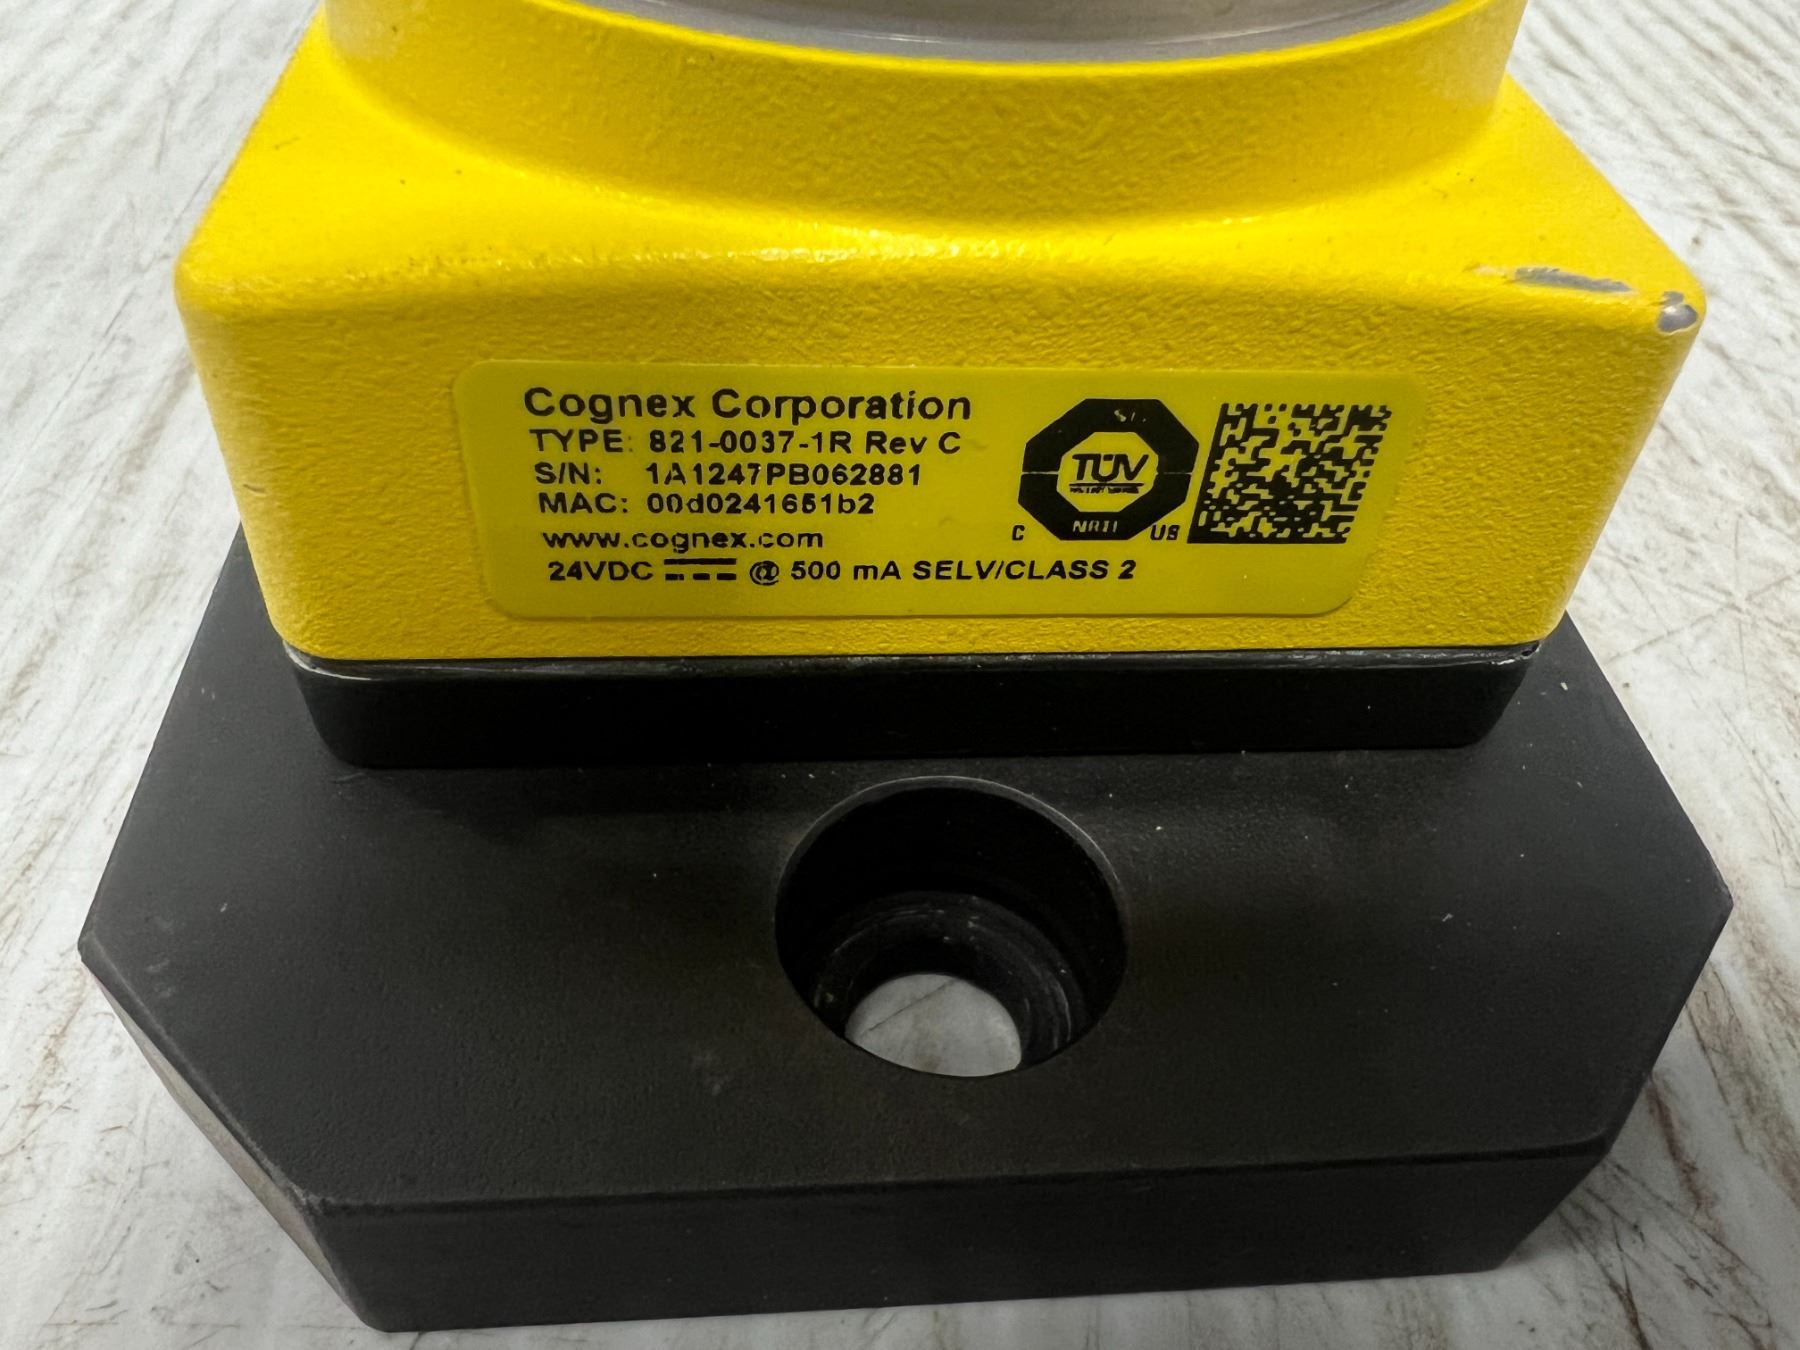 Cognex Corporation
TYPE: 821-0037-1R Rev C
S/N: 1A1247PB062881
MAC: 00d0241651b2
www.cognex.com
24VDC @ 500 mA SELV/CLASS 2
TÜV
NRTL
C US